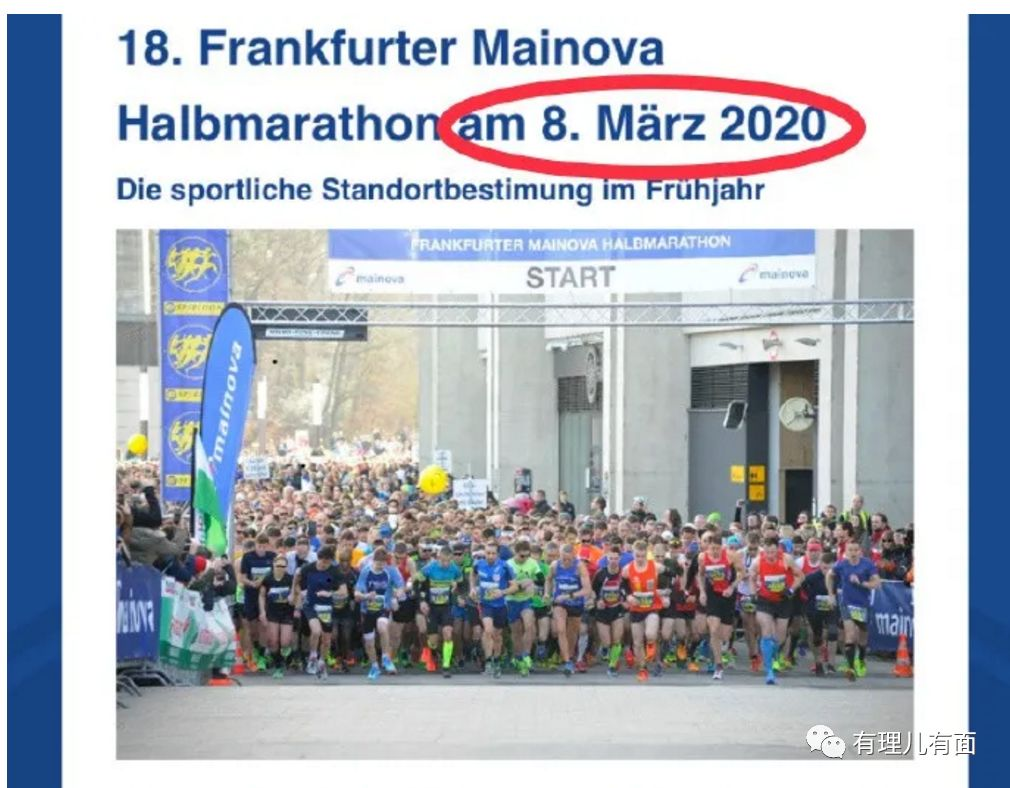 18. Frankfurter Mainova
Halbmarathon am 8. März 2020
Die sportliche Standortbestimung im Frühjahr
FRANKFURTER MAINOVA HALBMARATHON
mainova
START
mainova
mainova
mainova
有理儿有面